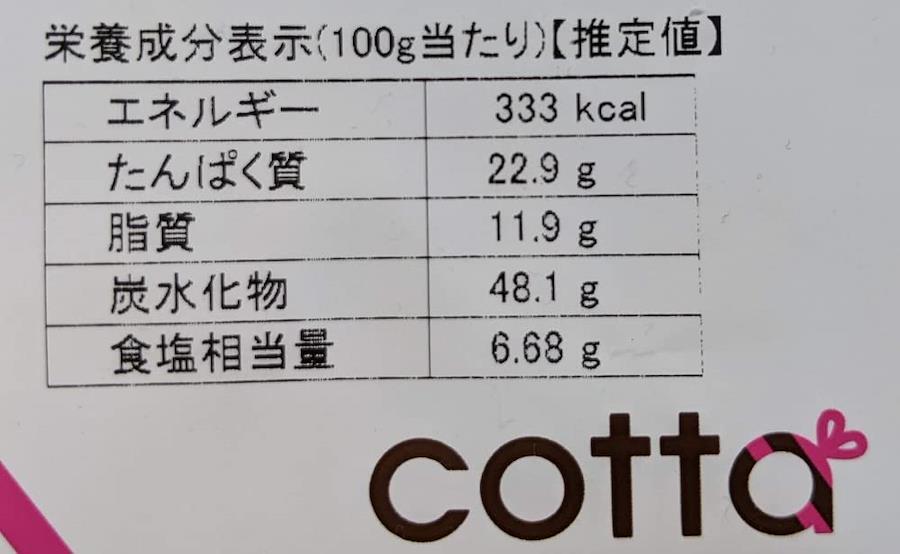 栄養成分表示(100g当たり)【推定値】
エネルギー 333 kcal
たんぱく質 22.9 g
脂質 11.9 g
炭水化物 48.1 g
食塩相当量 6.68 g
cotta